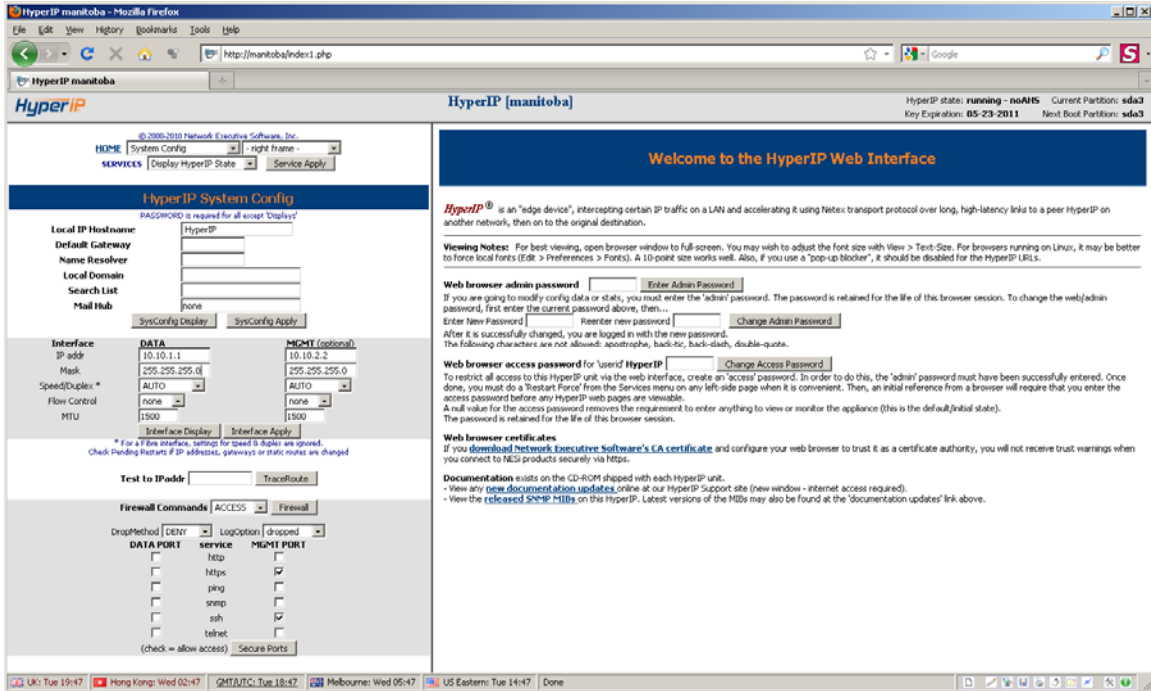 HyperIP manitoba - Mozilla Firefox
File Edit View History Bookmarks Tools Help
http://manitoba/index1.php
Google
HyperIP manitoba
HyperIP
HyperIP [manitoba]
HyperIP state: running - noAHS Current Partition: sda3
Key Expiration: 05-23-2011 Next Boot Partition: sda3
© 2000-2010 Network Executive Software, Inc.
HOME System Config - right frame -
SERVICES Display HyperIP State Service Apply
HyperIP System Config
PASSWORD is required for all except 'Displays'
Local IP Hostname HyperIP
Default Gateway
Name Resolver
Local Domain
Search List
Mail Hub none
SysConfig Display SysConfig Apply
Interface DATA MGMT (optional)
IP addr 10.10.1.1 10.10.2.2
Mask 255.255.255.0 255.255.255.0
Speed/Duplex * AUTO AUTO
Flow Control none none
MTU 1500 1500
Interface Display Interface Apply
* For a Fibre interface, settings for speed & duplex are ignored.
Check Pending Restarts if IP addresses, gateways or static routes are changed
Test to IPaddr TraceRoute
Firewall Commands ACCESS Firewall
DropMethod DENY LogOption dropped
DATA PORT service MGMT PORT
http
https
ping
snmp
ssh
telnet
(check = allow access) Secure Ports
Welcome to the HyperIP Web Interface
HyperIP ® is an "edge device", intercepting certain IP traffic on a LAN and accelerating it using Netex transport protocol over long, high-latency links to a peer HyperIP on
another network, then on to the original destination.
Viewing Notes: For best viewing, open browser window to full-screen. You may wish to adjust the font size with View > Text-Size. For browsers running on Linux, it may be better
to force local fonts (Edit > Preferences > Fonts). A 10-point size works well. Also, if you use a "pop-up blocker", it should be disabled for the HyperIP URLs.
Web browser admin password Enter Admin Password
If you are going to modify config data or stats, you must enter the 'admin' password. The password is retained for the life of this browser session. To change the web/admin
password, first enter the current password above, then...
Enter New Password Reenter new password Change Admin Password
After it is successfully changed, you are logged in with the new password.
The following characters are not allowed: apostrophe, back-tic, back-slash, double-quote.
Web browser access password for 'userid' HyperIP Change Access Password
To restrict all access to this HyperIP unit via the web interface, create an 'access' password. In order to do this, the 'admin' password must have been successfully entered. Once
done, you must do a 'Restart Force' from the Services menu on any left-side page when it is convenient. Then, an initial reference from a browser will require that you enter the
access password before any HyperIP web pages are viewable.
A null value for the access password removes the requirement to enter anything to view or monitor the appliance (this is the default/initial state).
The password is retained for the life of this browser session.
Web browser certificates
If you download Network Executive Software's CA certificate and configure your web browser to trust it as a certificate authority, you will not receive trust warnings when
you connect to NESi products securely via https.
Documentation exists on the CD-ROM shipped with each HyperIP unit.
- View any new documentation updates online at our HyperIP Support site (new window - internet access required).
- View the released SNMP MIBs on this HyperIP. Latest versions of the MIBs may also be found at the 'documentation updates' link above.
UK: Tue 19:47 Hong Kong: Wed 02:47 GMT/UTC: Tue 18:47 Melbourne: Wed 05:47 US Eastern: Tue 14:47 Done